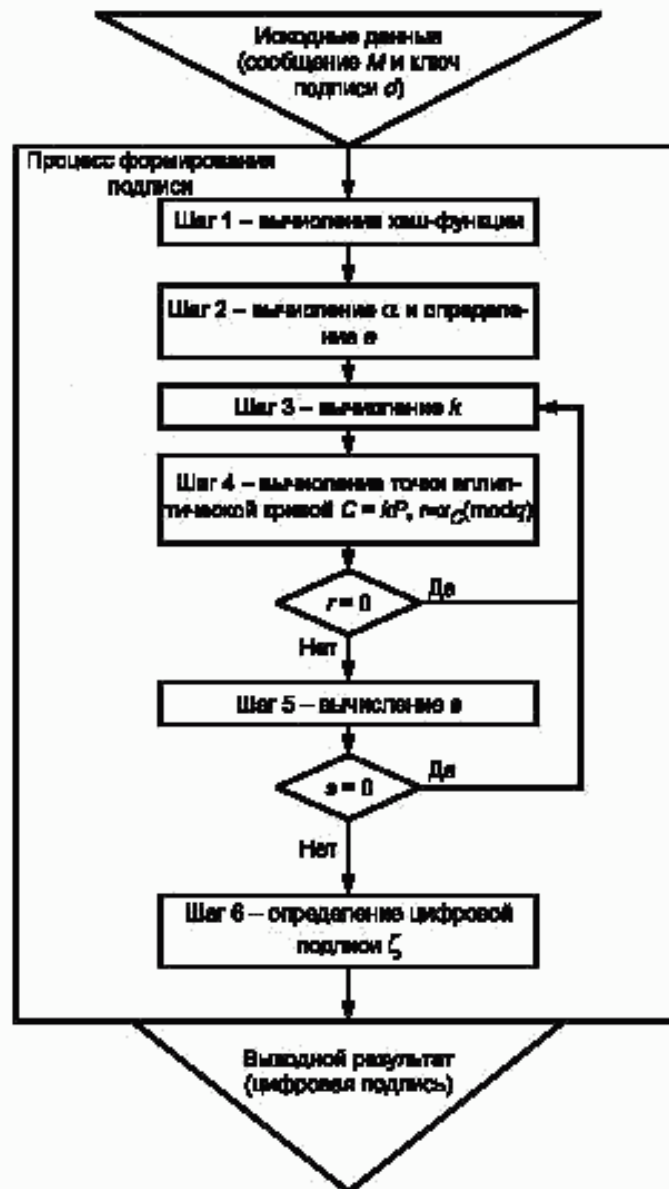 Исходные данные
(сообщение M и ключ
подписи d)
Процесс формирования
подписи
Шаг 1 – вычисление хэш-функции
Шаг 2 – вычисление α и определе-
ние e
Шаг 3 – вычисление k
Шаг 4 – вычисление точки эллип-
тической кривой C = kP, r=x_C(modq)
r = 0
Да
Нет
Шаг 5 – вычисление s
s = 0
Да
Нет
Шаг 6 – определение цифровой
подписи ζ
Выходной результат
(цифровая подпись)